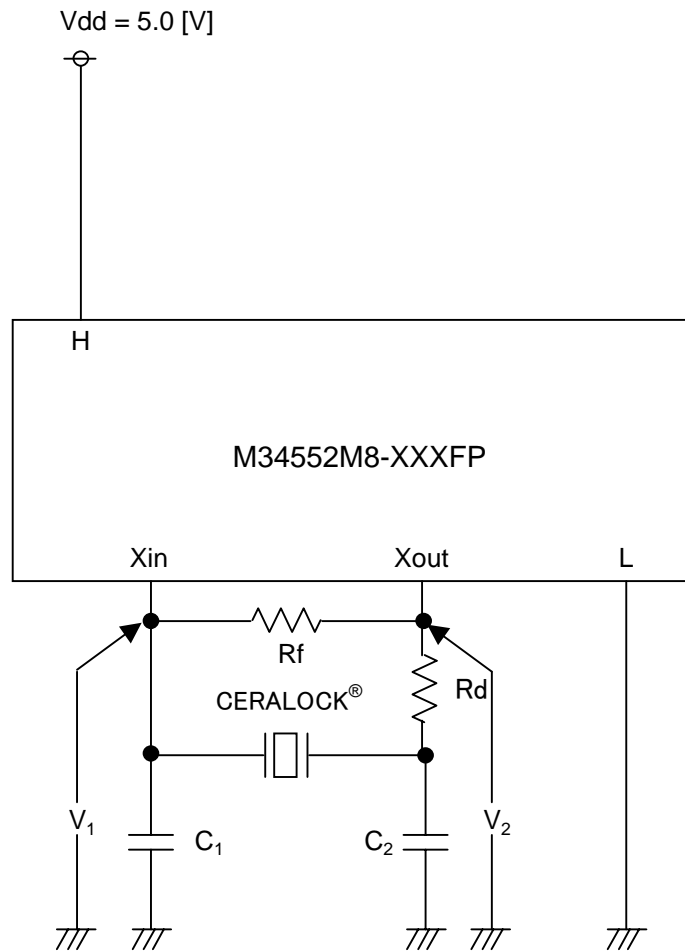 Vdd = 5.0 [V]
H
M34552M8-XXXFP
Xin Xout L
Rf
Rd
CERALOCK®
V₁ C₁ C₂ V₂